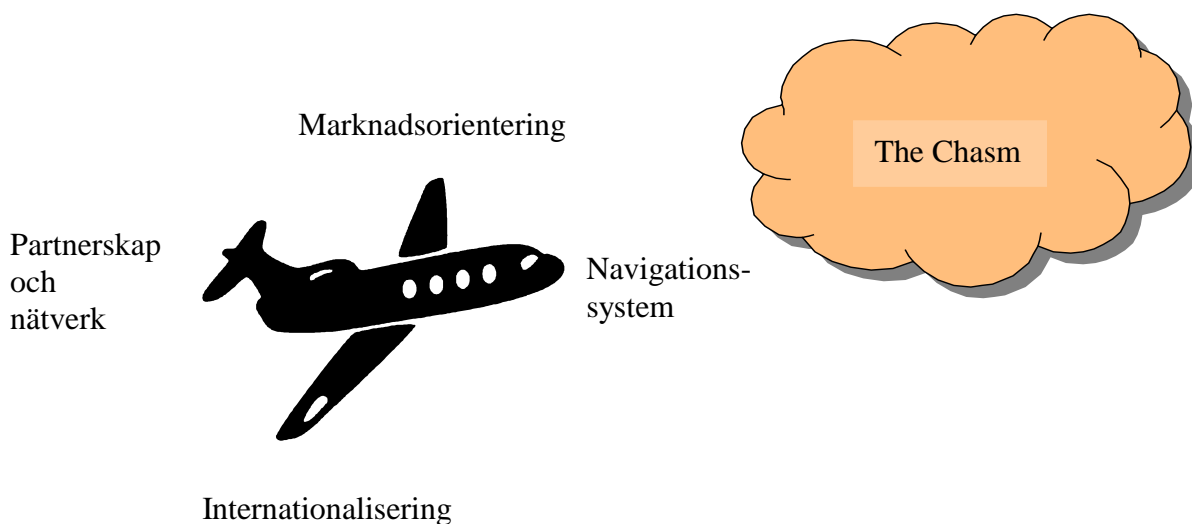 Marknadsorientering
The Chasm
Partnerskap
och
nätverk
Navigations-
system
Internationalisering